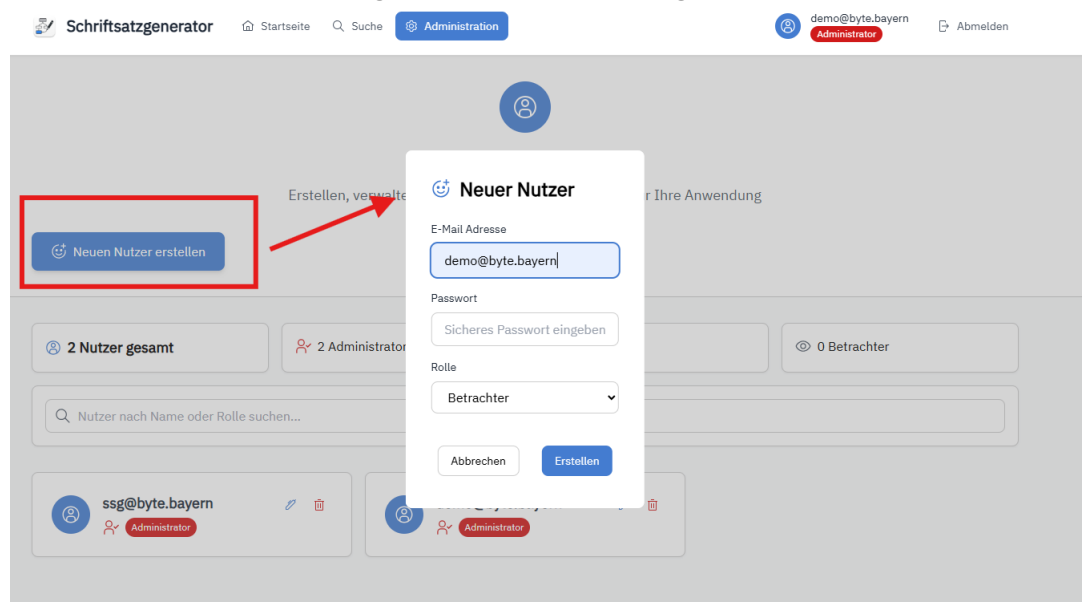 Schriftsatzgenerator
Startseite
Suche
Administration
demo@byte.bayern
Administrator
Abmelden
Erstellen, verwalte
r Ihre Anwendung
Neuen Nutzer erstellen
Neuer Nutzer
E-Mail Adresse
demo@byte.bayern
Passwort
Sicheres Passwort eingeben
Rolle
Betrachter
Abbrechen
Erstellen
2 Nutzer gesamt
2 Administrator
0 Betrachter
Nutzer nach Name oder Rolle suchen...
ssg@byte.bayern
Administrator
Administrator